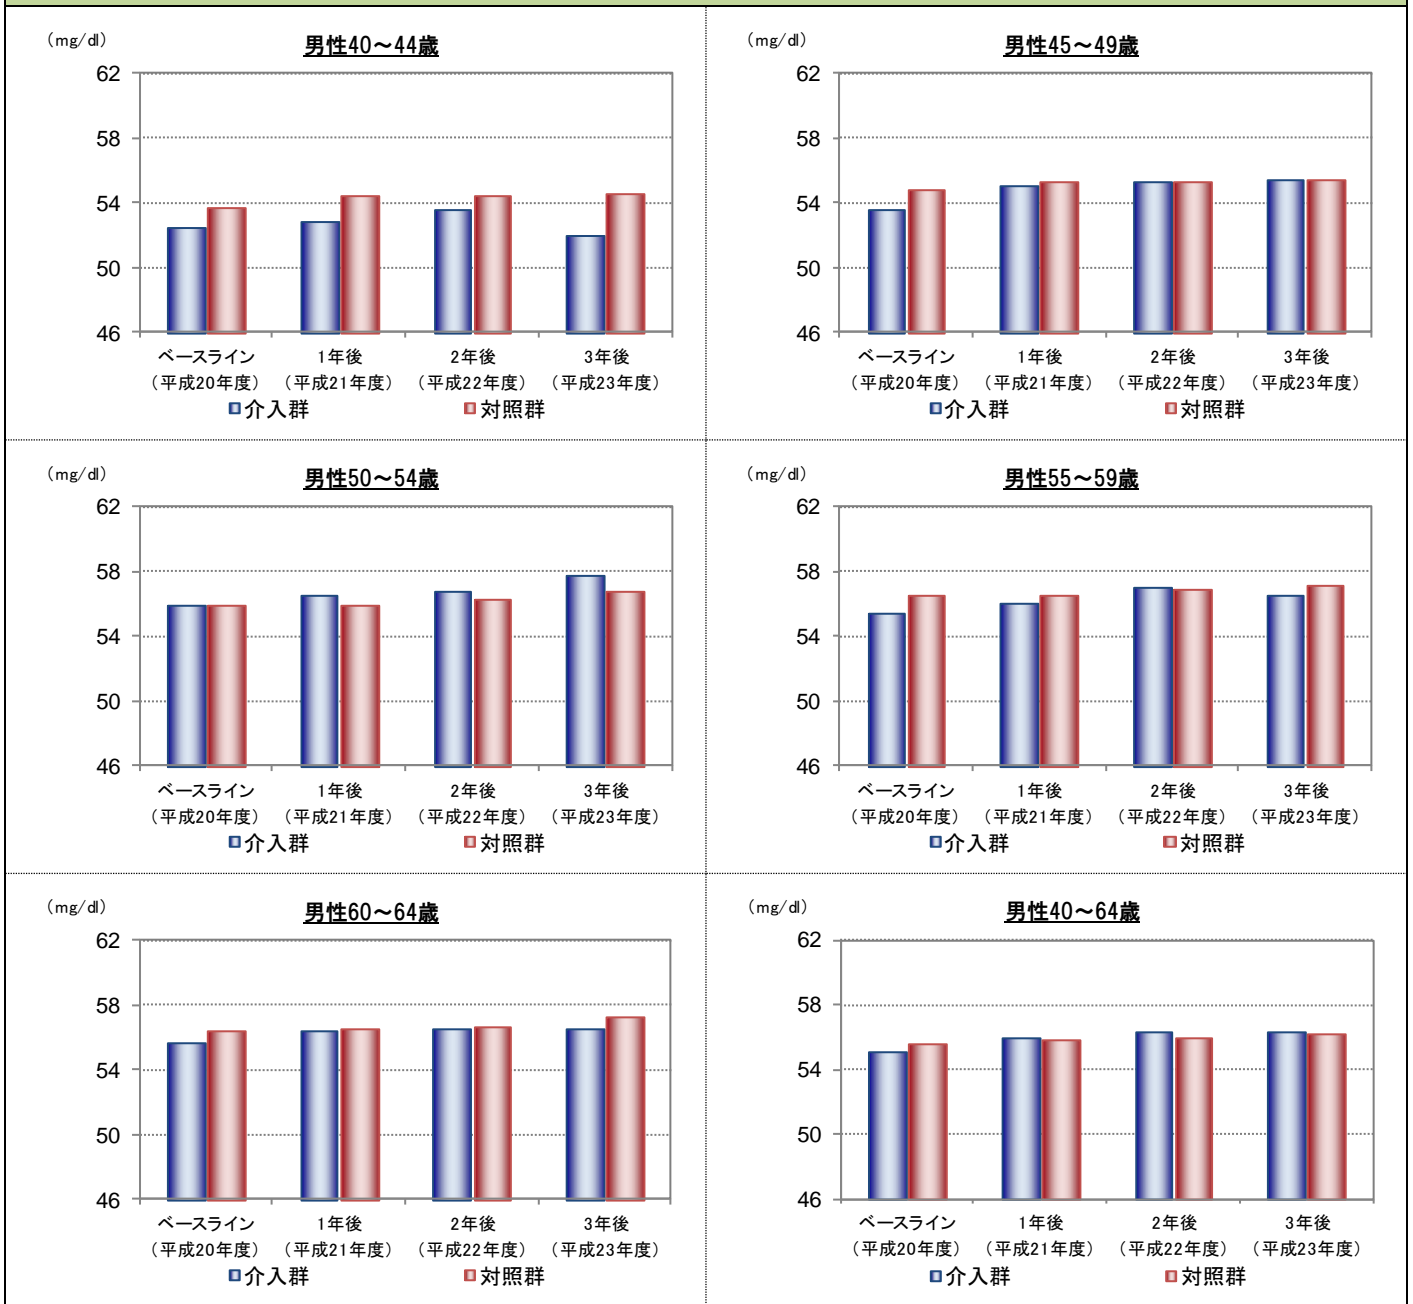 （mg/dl）
男性40～44歳
62
58
54
50
46
ベースライン 1年後 2年後 3年後
（平成20年度） （平成21年度） （平成22年度） （平成23年度）
介入群 対照群
（mg/dl）
男性45～49歳
62
58
54
50
46
ベースライン 1年後 2年後 3年後
（平成20年度） （平成21年度） （平成22年度） （平成23年度）
介入群 対照群
（mg/dl）
男性50～54歳
62
58
54
50
46
ベースライン 1年後 2年後 3年後
（平成20年度） （平成21年度） （平成22年度） （平成23年度）
介入群 対照群
（mg/dl）
男性55～59歳
62
58
54
50
46
ベースライン 1年後 2年後 3年後
（平成20年度） （平成21年度） （平成22年度） （平成23年度）
介入群 対照群
（mg/dl）
男性60～64歳
62
58
54
50
46
ベースライン 1年後 2年後 3年後
（平成20年度） （平成21年度） （平成22年度） （平成23年度）
介入群 対照群
（mg/dl）
男性40～64歳
62
58
54
50
46
ベースライン 1年後 2年後 3年後
（平成20年度） （平成21年度） （平成22年度） （平成23年度）
介入群 対照群